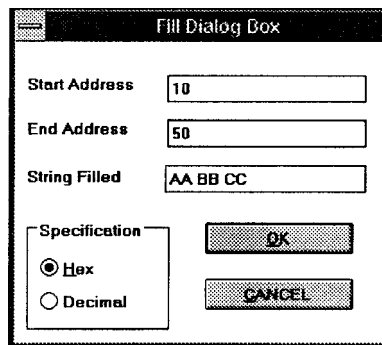 Fill Dialog Box
Start Address 10
End Address 50
String Filled AA BB CC
Specification
Hex
Decimal
OK
CANCEL